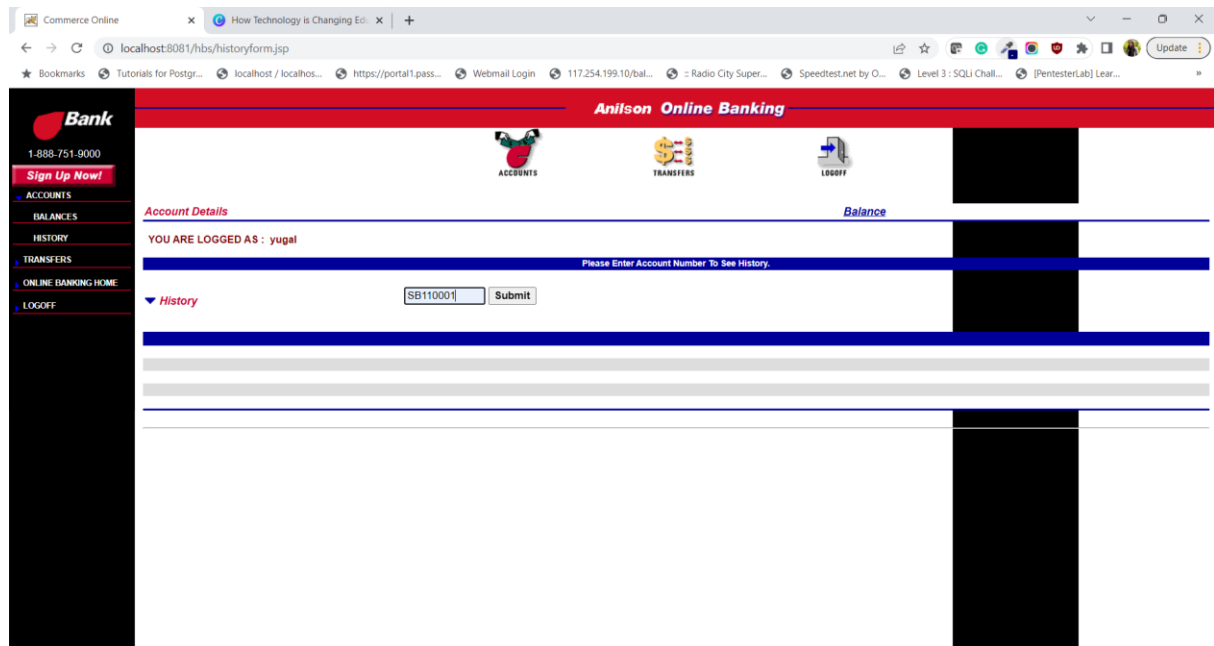 Commerce Online
How Technology is Changing Edu
localhost:8081/hbs/historyform.jsp
Update
Bookmarks Tutorials for Postgr... localhost / localhos... https://portal1.pass... Webmail Login 117.254.199.10/bal... :: Radio City Super... Speedtest.net by O... Level 3 : SQLi Chall... [PentesterLab] Lear... »
Bank
Anilson Online Banking
1-888-751-9000
Sign Up Now!
ACCOUNTS TRANSFERS LOGOFF
ACCOUNTS
BALANCES
HISTORY
TRANSFERS
ONLINE BANKING HOME
LOGOFF
Account Details Balance
YOU ARE LOGGED AS : yugal
Please Enter Account Number To See History.
History SB110001 Submit